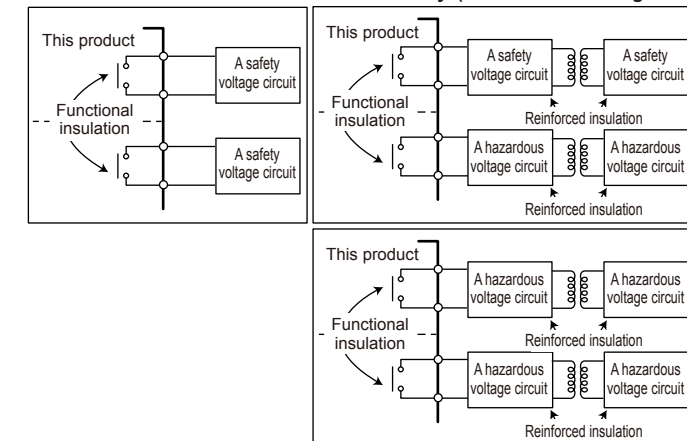 This product
A safety
voltage circuit
Functional
insulation
A safety
voltage circuit
This product
A safety
voltage circuit
A safety
voltage circuit
Reinforced insulation
Functional
insulation
A hazardous
voltage circuit
A hazardous
voltage circuit
Reinforced insulation
This product
A hazardous
voltage circuit
A hazardous
voltage circuit
Reinforced insulation
Functional
insulation
A hazardous
voltage circuit
A hazardous
voltage circuit
Reinforced insulation